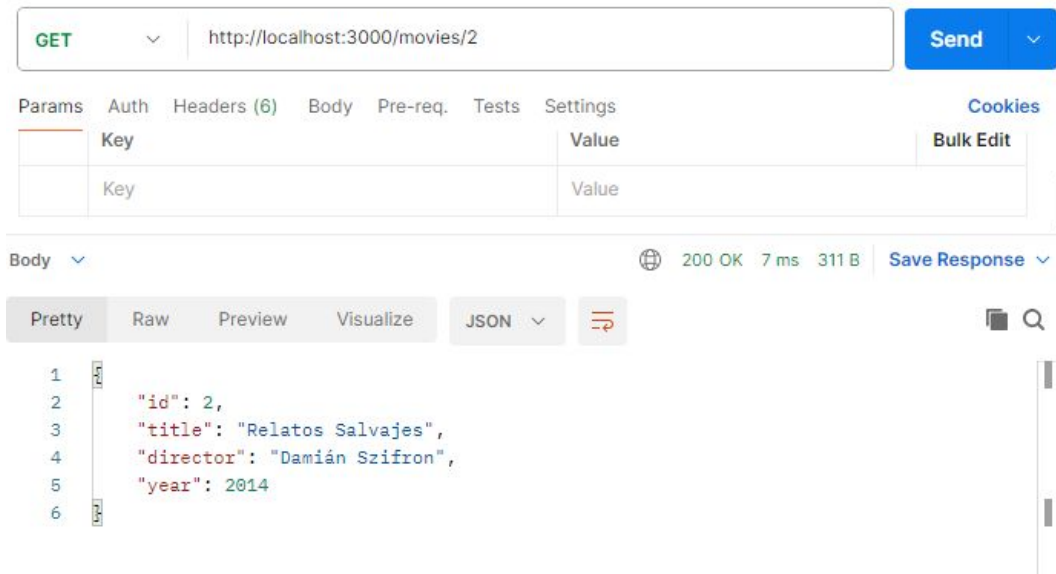 GET http://localhost:3000/movies/2 Send
Params Auth Headers (6) Body Pre-req. Tests Settings Cookies
Key Value Bulk Edit
Key Value
Body 200 OK 7 ms 311 B Save Response
Pretty Raw Preview Visualize JSON
1 {
2 "id": 2,
3 "title": "Relatos Salvajes",
4 "director": "Damián Szifron",
5 "year": 2014
6 }